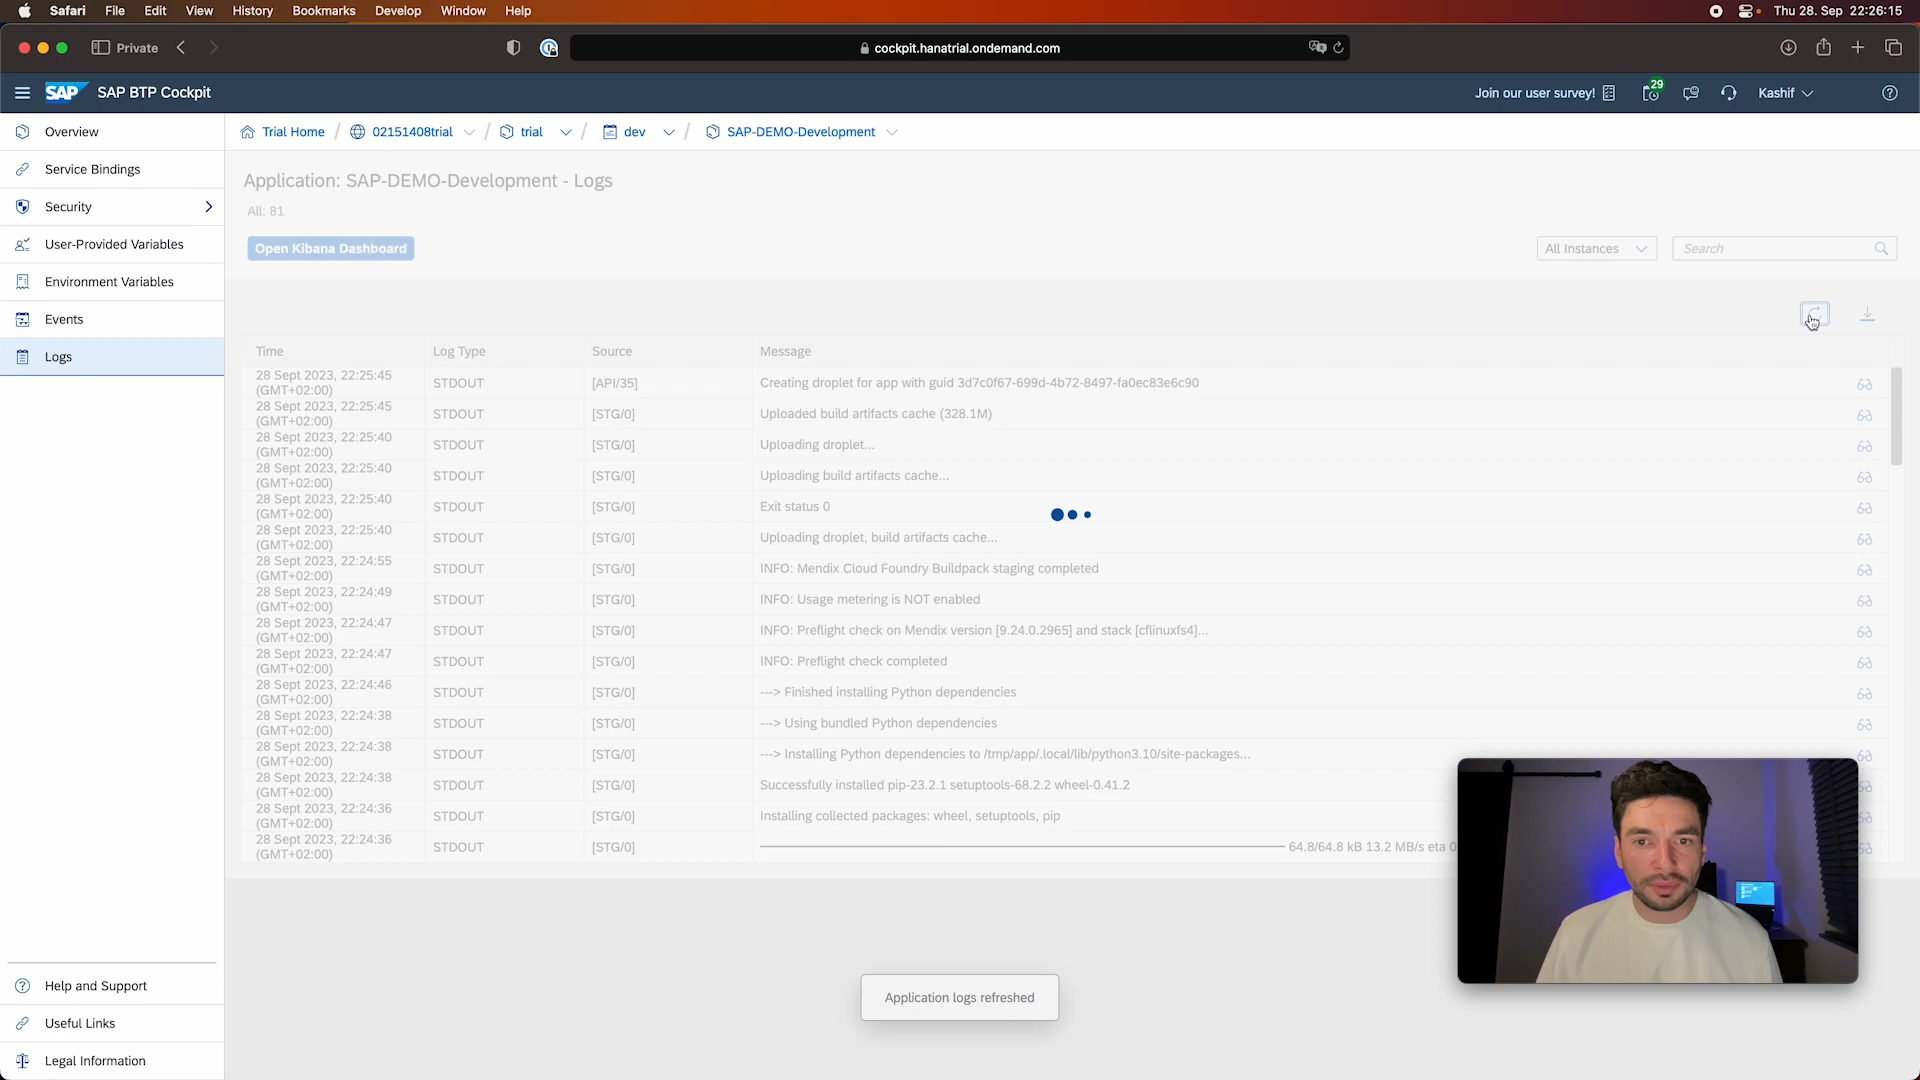 Safari File Edit View History Bookmarks Develop Window Help Thu 28. Sep 22:26:15
Private cockpit.hanatrial.ondemand.com
SAP SAP BTP Cockpit Join our user survey! 29 Kashif
Overview
Service Bindings
Security
User-Provided Variables
Environment Variables
Events
Logs
Help and Support
Useful Links
Legal Information
Trial Home / 02151408trial / trial / dev / SAP-DEMO-Development
Application: SAP-DEMO-Development - Logs
All: 81
Open Kibana Dashboard All Instances Search
Time Log Type Source Message
28 Sept 2023, 22:25:45 (GMT+02:00) STDOUT [API/35] Creating droplet for app with guid 3d7c0f67-699d-4b72-8497-fa0ec83e6c90
28 Sept 2023, 22:25:45 (GMT+02:00) STDOUT [STG/0] Uploaded build artifacts cache (328.1M)
28 Sept 2023, 22:25:40 (GMT+02:00) STDOUT [STG/0] Uploading droplet...
28 Sept 2023, 22:25:40 (GMT+02:00) STDOUT [STG/0] Uploading build artifacts cache...
28 Sept 2023, 22:25:40 (GMT+02:00) STDOUT [STG/0] Exit status 0
28 Sept 2023, 22:25:40 (GMT+02:00) STDOUT [STG/0] Uploading droplet, build artifacts cache...
28 Sept 2023, 22:24:55 (GMT+02:00) STDOUT [STG/0] INFO: Mendix Cloud Foundry Buildpack staging completed
28 Sept 2023, 22:24:49 (GMT+02:00) STDOUT [STG/0] INFO: Usage metering is NOT enabled
28 Sept 2023, 22:24:47 (GMT+02:00) STDOUT [STG/0] INFO: Preflight check on Mendix version [9.24.0.2965] and stack [cflinuxfs4]...
28 Sept 2023, 22:24:47 (GMT+02:00) STDOUT [STG/0] INFO: Preflight check completed
28 Sept 2023, 22:24:46 (GMT+02:00) STDOUT [STG/0] ---> Finished installing Python dependencies
28 Sept 2023, 22:24:38 (GMT+02:00) STDOUT [STG/0] ---> Using bundled Python dependencies
28 Sept 2023, 22:24:38 (GMT+02:00) STDOUT [STG/0] ---> Installing Python dependencies to /tmp/app/.local/lib/python3.10/site-packages...
28 Sept 2023, 22:24:38 (GMT+02:00) STDOUT [STG/0] Successfully installed pip-23.2.1 setuptools-68.2.2 wheel-0.41.2
28 Sept 2023, 22:24:36 (GMT+02:00) STDOUT [STG/0] Installing collected packages: wheel, setuptools, pip
28 Sept 2023, 22:24:36 (GMT+02:00) STDOUT [STG/0] 64.8/64.8 kB 13.2 MB/s eta 0
Application logs refreshed